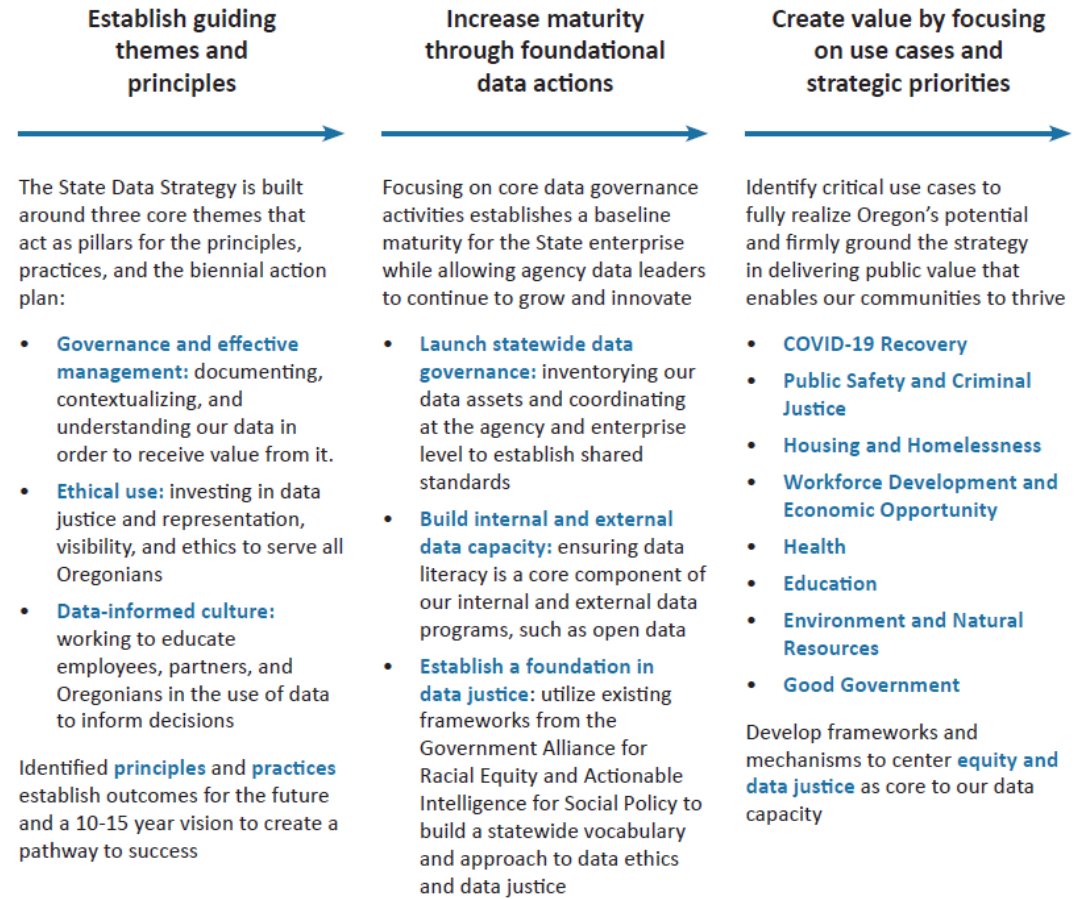 Establish guiding
themes and
principles
The State Data Strategy is built
around three core themes that
act as pillars for the principles,
practices, and the biennial action
plan:
• Governance and effective
management: documenting,
contextualizing, and
understanding our data in
order to receive value from it.
• Ethical use: investing in data
justice and representation,
visibility, and ethics to serve all
Oregonians
• Data-informed culture:
working to educate
employees, partners, and
Oregonians in the use of data
to inform decisions
Identified principles and practices
establish outcomes for the future
and a 10-15 year vision to create a
pathway to success
Increase maturity
through foundational
data actions
Focusing on core data governance
activities establishes a baseline
maturity for the State enterprise
while allowing agency data leaders
to continue to grow and innovate
• Launch statewide data
governance: inventorying our
data assets and coordinating
at the agency and enterprise
level to establish shared
standards
• Build internal and external
data capacity: ensuring data
literacy is a core component of
our internal and external data
programs, such as open data
• Establish a foundation in
data justice: utilize existing
frameworks from the
Government Alliance for
Racial Equity and Actionable
Intelligence for Social Policy to
build a statewide vocabulary
and approach to data ethics
and data justice
Create value by focusing
on use cases and
strategic priorities
Identify critical use cases to
fully realize Oregon's potential
and firmly ground the strategy
in delivering public value that
enables our communities to thrive
• COVID-19 Recovery
• Public Safety and Criminal
Justice
• Housing and Homelessness
• Workforce Development and
Economic Opportunity
• Health
• Education
• Environment and Natural
Resources
• Good Government
Develop frameworks and
mechanisms to center equity and
data justice as core to our data
capacity